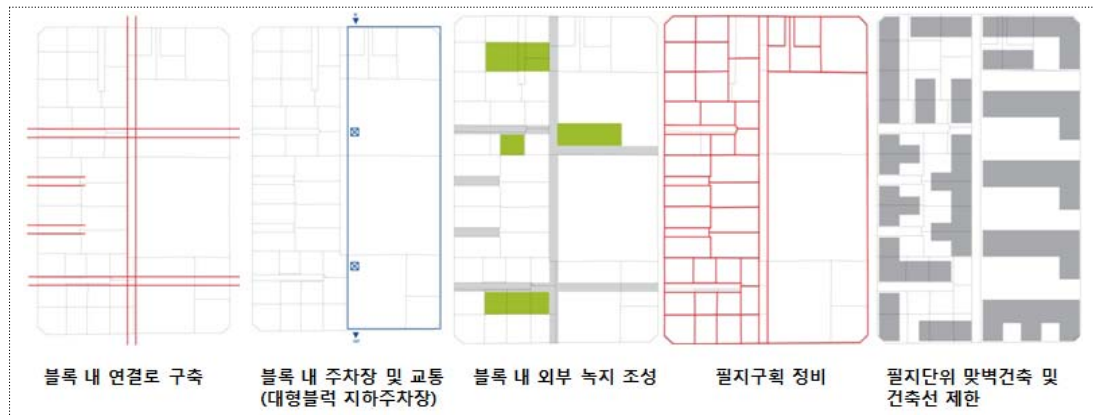 블록 내 연결로 구축
블록 내 주차장 및 교통
(대형블럭 지하주차장)
블록 내 외부 녹지 조성
필지구획 정비
필지단위 맞벽건축 및
건축선 제한